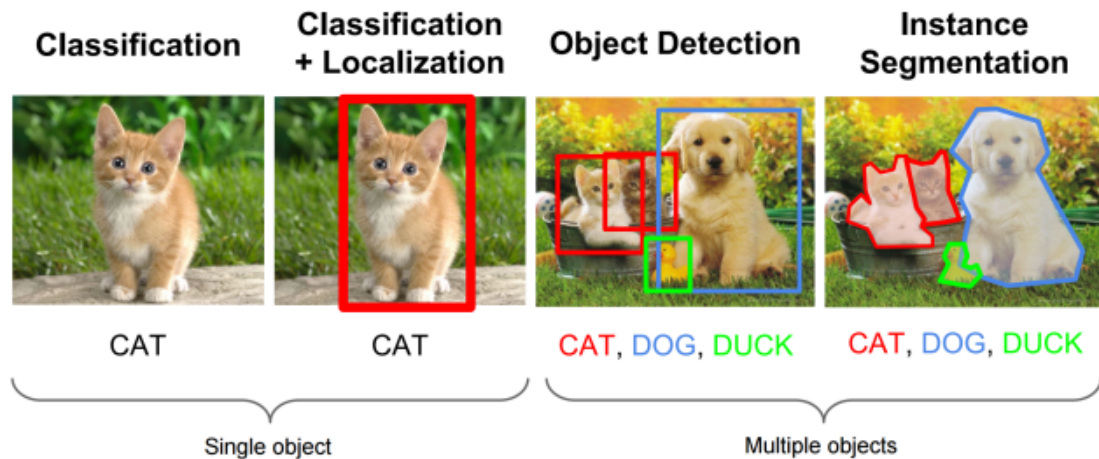 Classification
Classification
+ Localization
Object Detection
Instance
Segmentation
CAT
CAT
CAT, DOG, DUCK
CAT, DOG, DUCK
Single object
Multiple objects